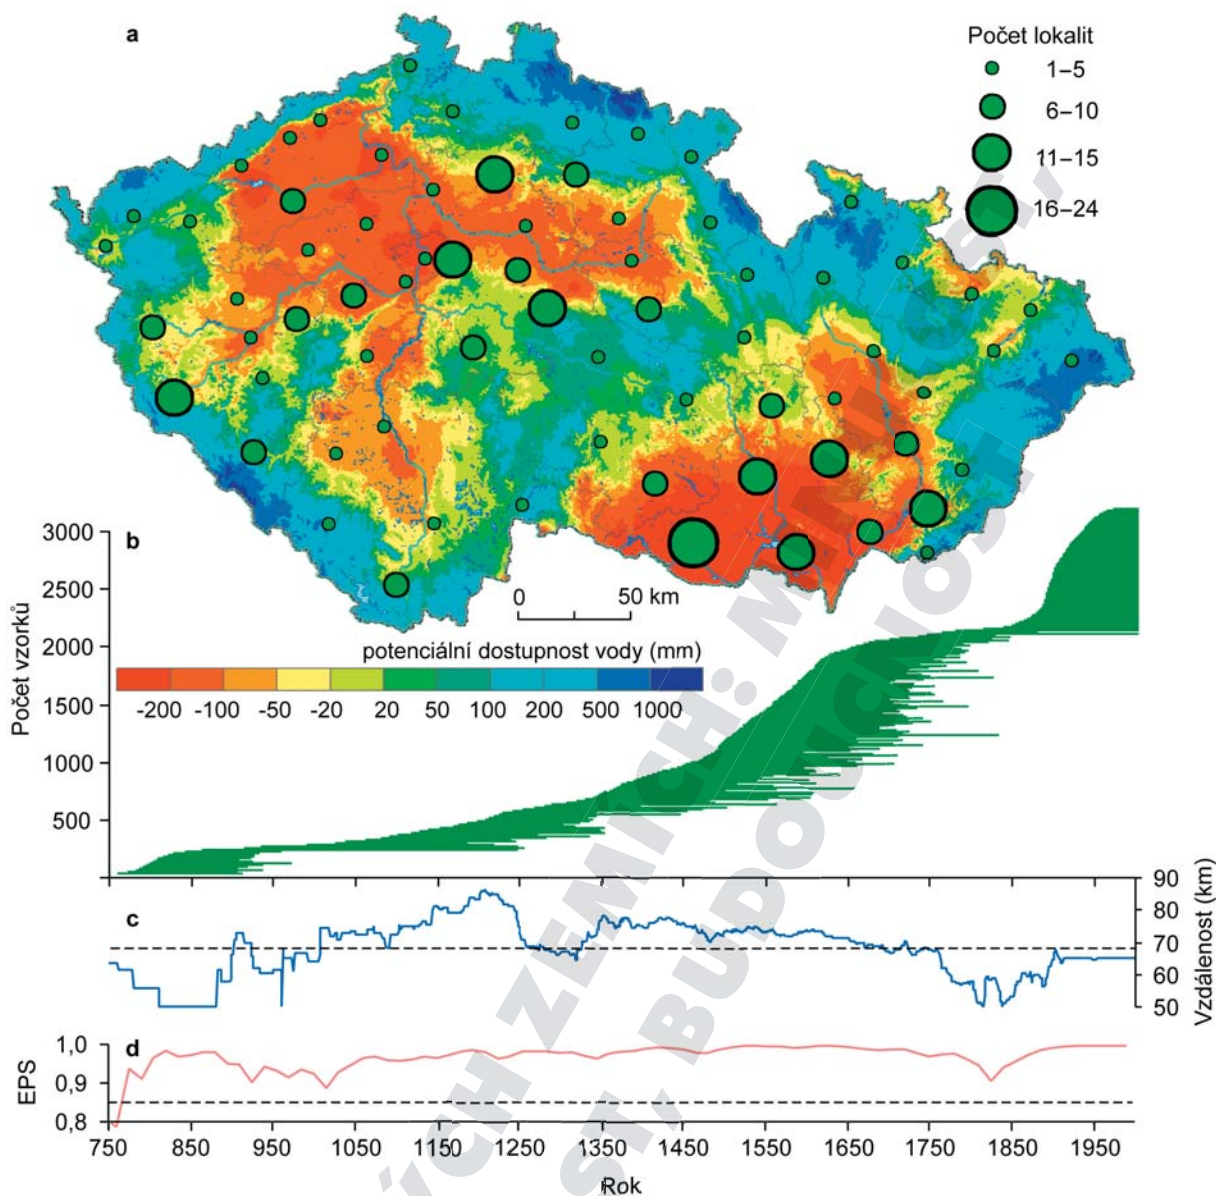 a
Počet lokalit
1–5
6–10
11–15
16–24
0 50 km
b
3000
2500
2000
1500
1000
500
Počet vzorků
potenciální dostupnost vody (mm)
-200 -100 -50 -20 20 50 100 200 500 1000
c
90
80
70
60
50
Vzdálenost (km)
d
1,0
0,9
0,8
EPS
750 850 950 1050 1150 1250 1350 1450 1550 1650 1750 1850 1950
Rok